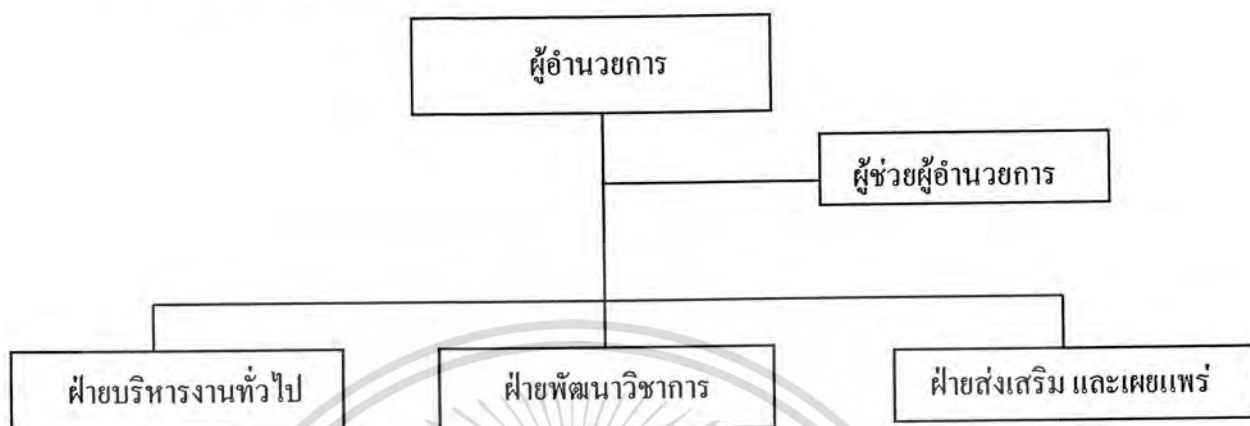 ผู้อำนวยการ
ผู้ช่วยผู้อำนวยการ
ฝ่ายบริหารงานทั่วไป
ฝ่ายพัฒนาวิชาการ
ฝ่ายส่งเสริม และเผยแพร่